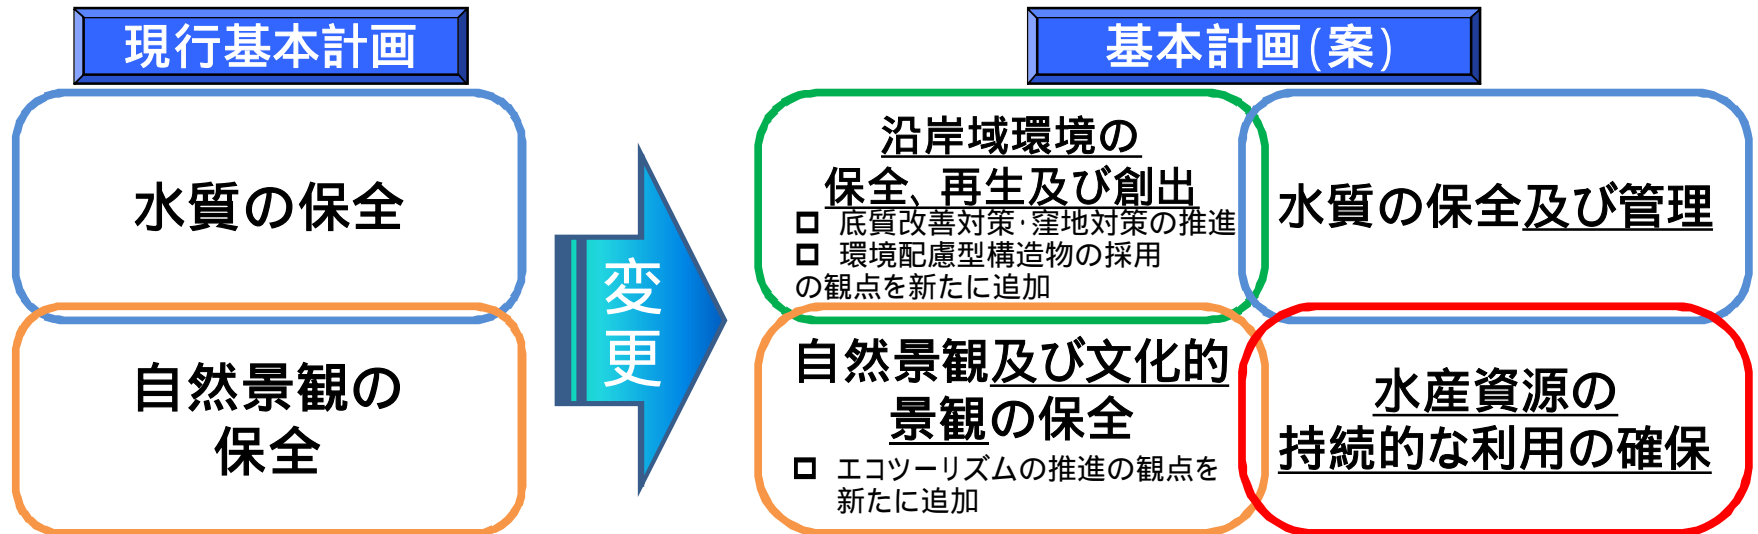 現行基本計画
水質の保全
自然景観の
保全
変
更
基本計画(案)
沿岸域環境の
保全、再生及び創出
□ 底質改善対策・窪地対策の推進
□ 環境配慮型構造物の採用
の観点を新たに追加
水質の保全及び管理
自然景観及び文化的
景観の保全
□ エコツーリズムの推進の観点を
新たに追加
水産資源の
持続的な利用の確保